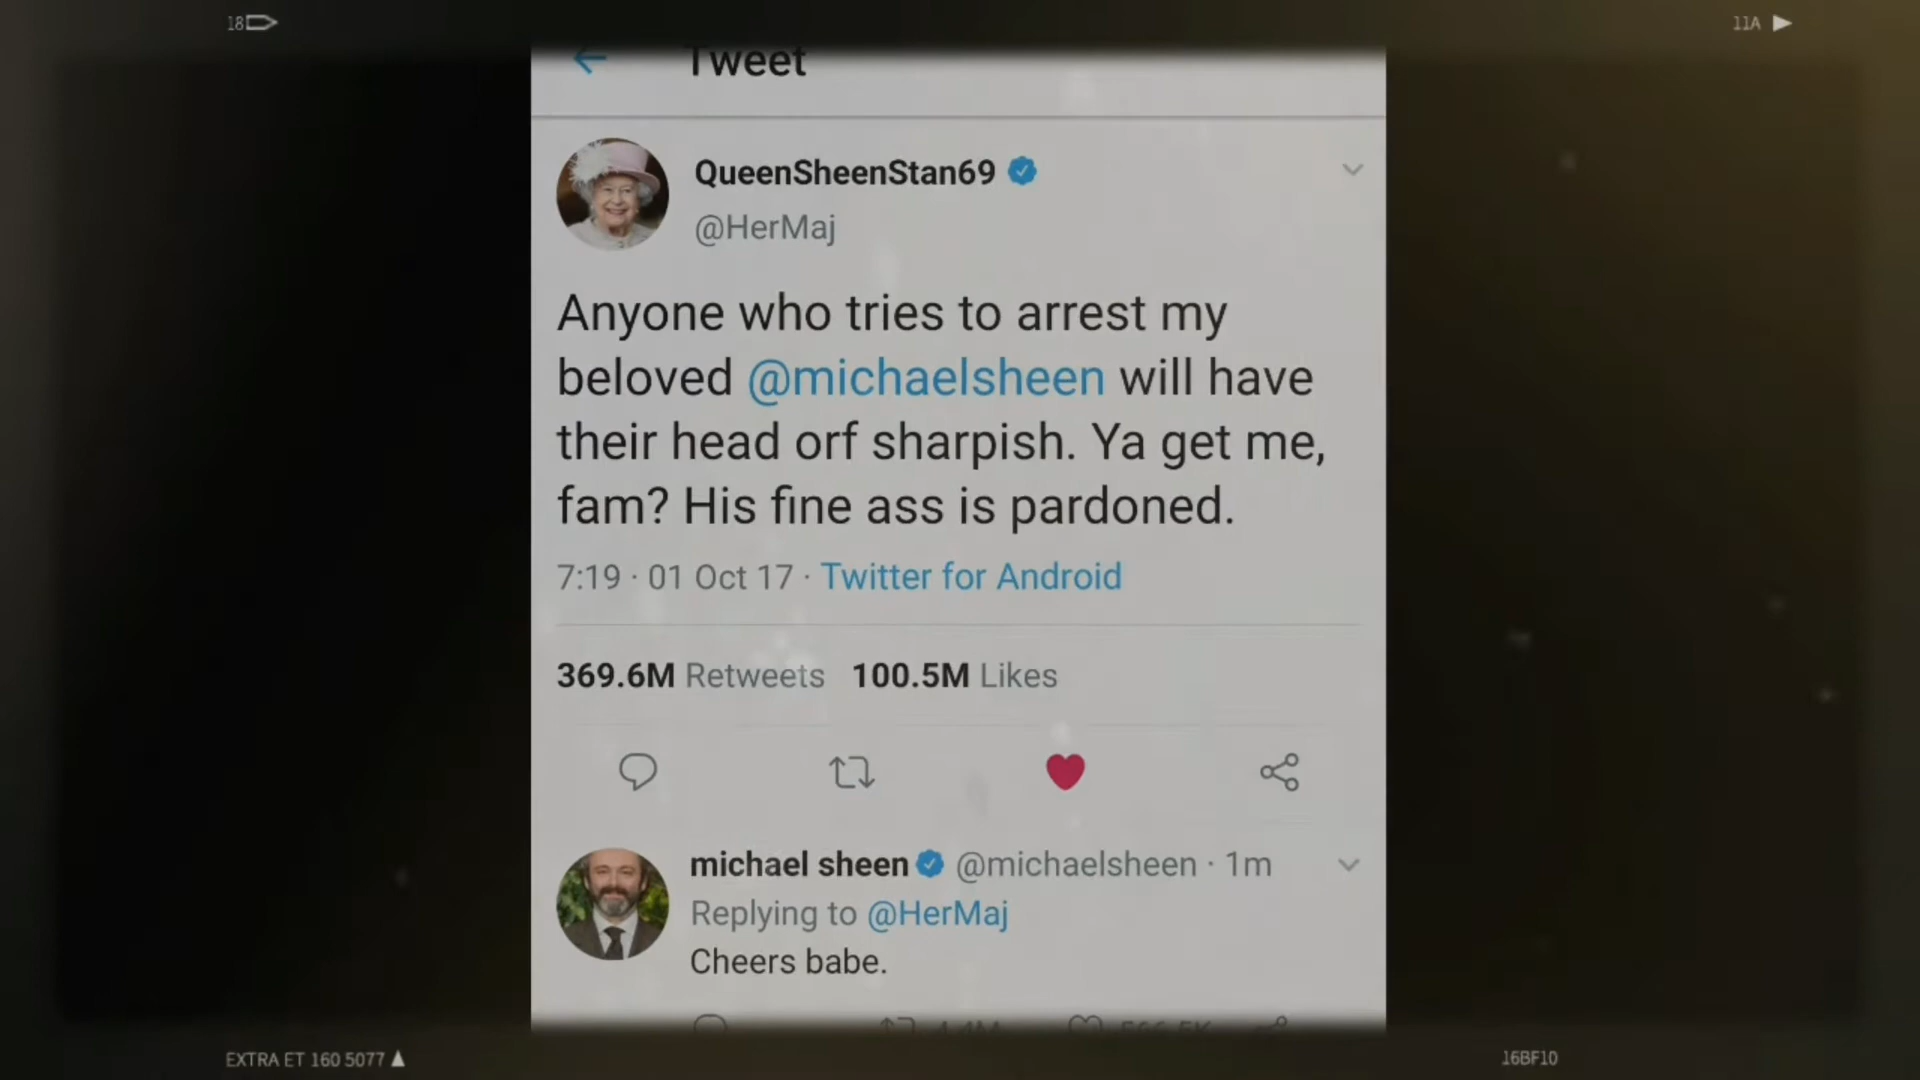 18
11A
Tweet
QueenSheenStan69
@HerMaj
Anyone who tries to arrest my
beloved @michaelsheen will have
their head orf sharpish. Ya get me,
fam? His fine ass is pardoned.
7:19 · 01 Oct 17 · Twitter for Android
369.6M Retweets 100.5M Likes
michael sheen @michaelsheen · 1m
Replying to @HerMaj
Cheers babe.
EXTRA ET 160 5077
16BF10